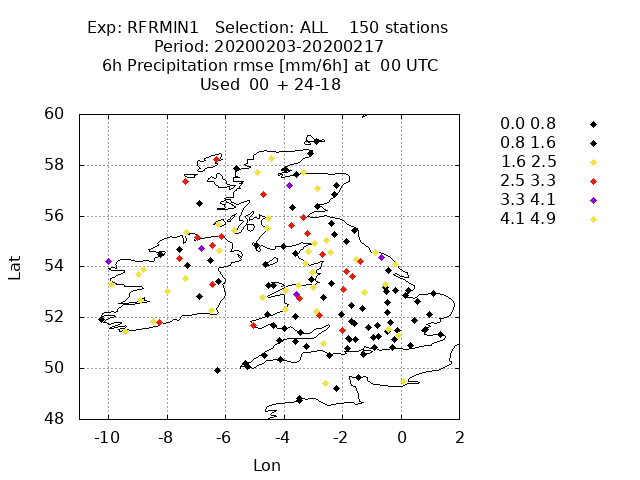 Exp: RFRMIN1   Selection: ALL    150 stations
Period: 20200203-20200217
6h Precipitation rmse [mm/6h] at  00 UTC
Used  00 + 24-18
60
58
56
54
52
50
48
Lat
-10 -8 -6 -4 -2 0 2
Lon
0.0 0.8
0.8 1.6
1.6 2.5
2.5 3.3
3.3 4.1
4.1 4.9